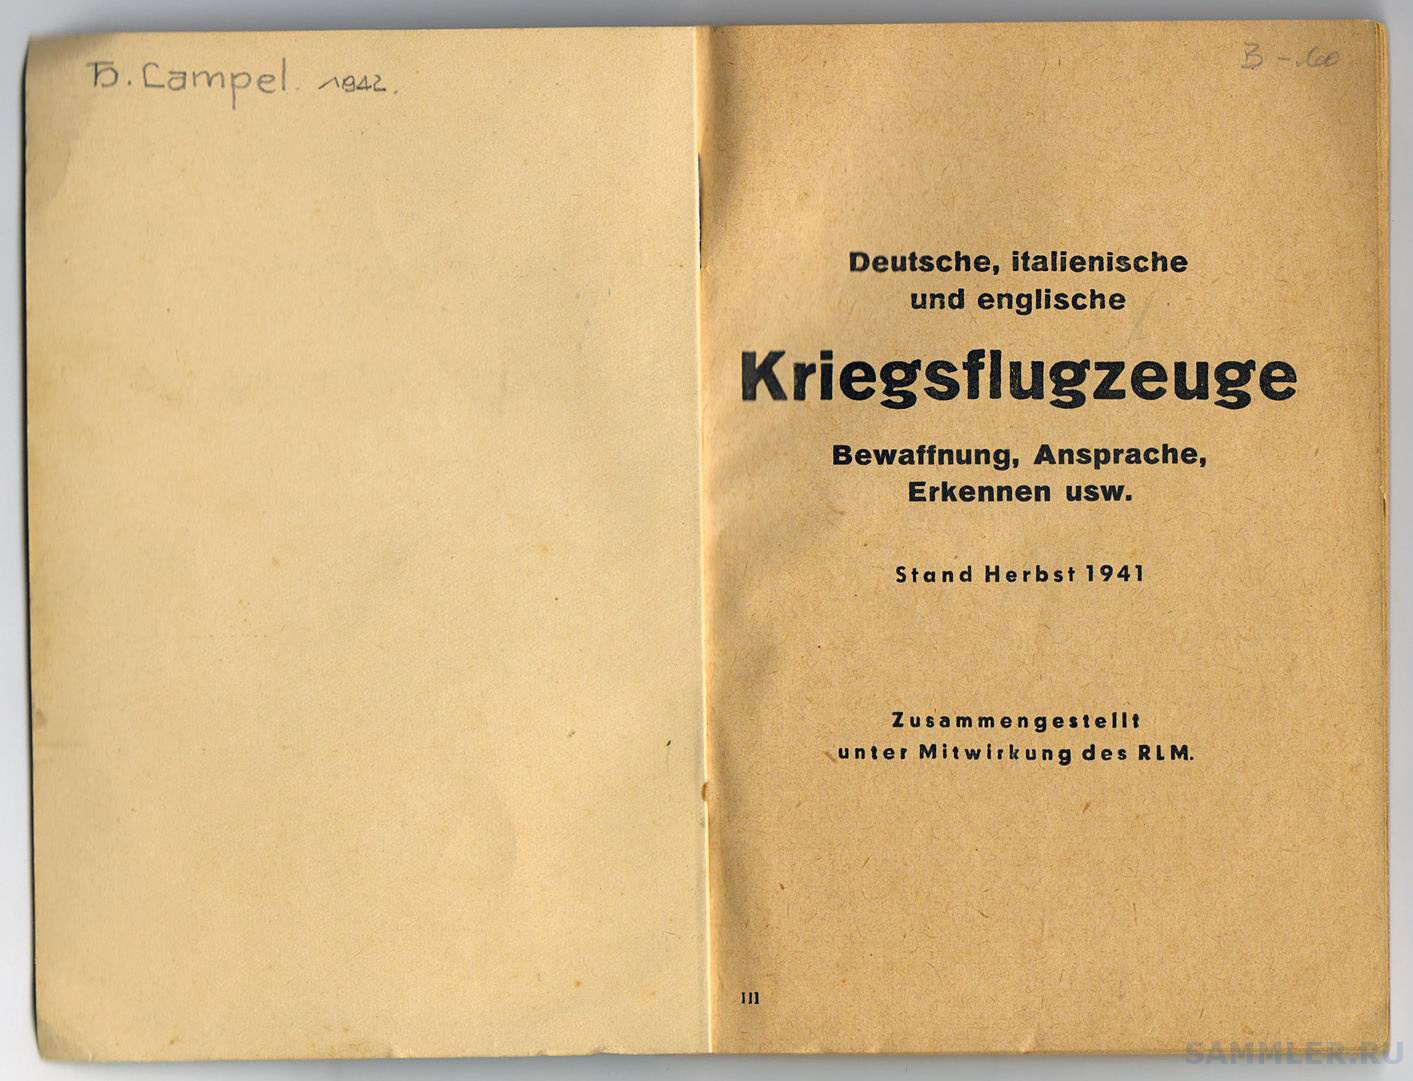 Ђ. Campel. 1942.
B -.60
Deutsche, italienische
und englische
Kriegsflugzeuge
Bewaffnung, Ansprache,
Erkennen usw.
Stand Herbst 1941
Zusammengestellt
unter Mitwirkung des RLM.
III
SAMMLER.RU